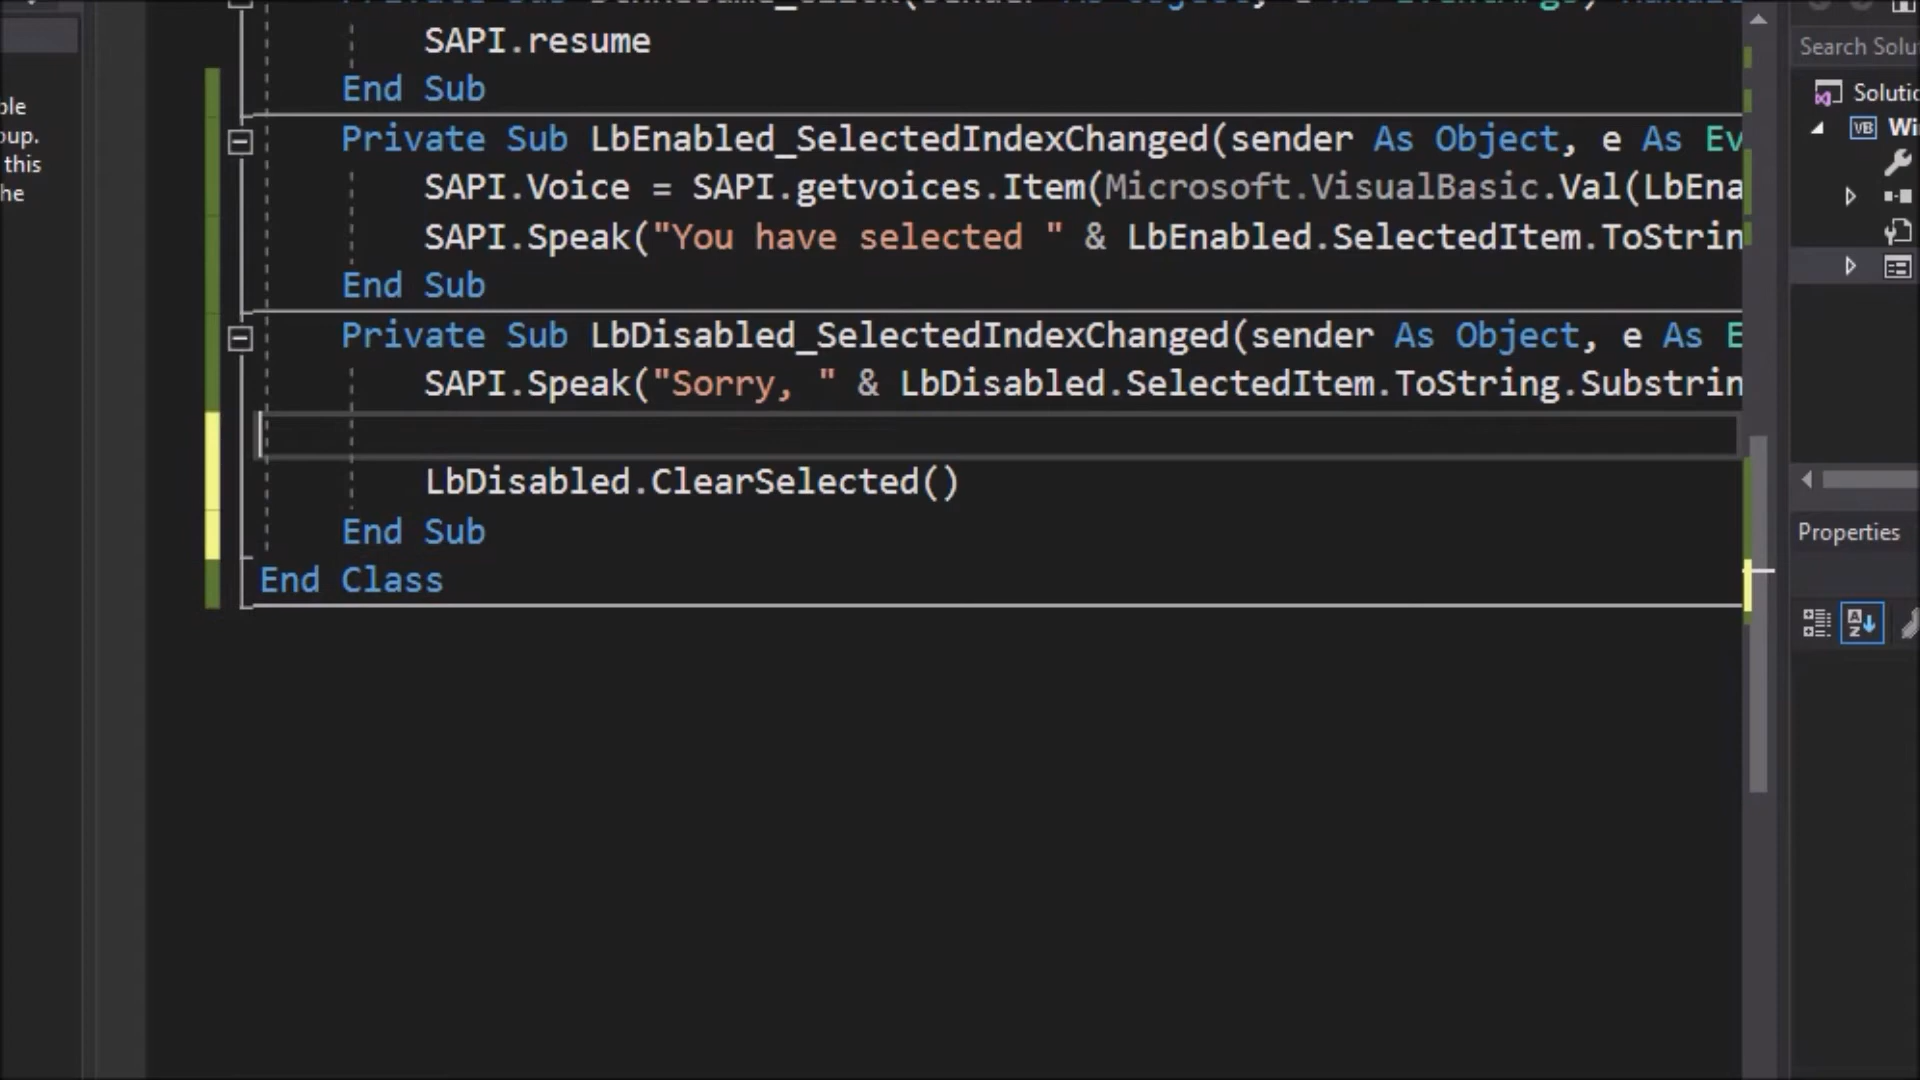 SAPI.resume
End Sub
Private Sub LbEnabled_SelectedIndexChanged(sender As Object, e As Ev
SAPI.Voice = SAPI.getvoices.Item(Microsoft.VisualBasic.Val(LbEna
SAPI.Speak("You have selected " & LbEnabled.SelectedItem.ToStrin
End Sub
Private Sub LbDisabled_SelectedIndexChanged(sender As Object, e As E
SAPI.Speak("Sorry, " & LbDisabled.SelectedItem.ToString.Substrin
LbDisabled.ClearSelected()
End Sub
End Class
ble
oup.
this
he
Search Solu
Solutio
VB Wi
Properties